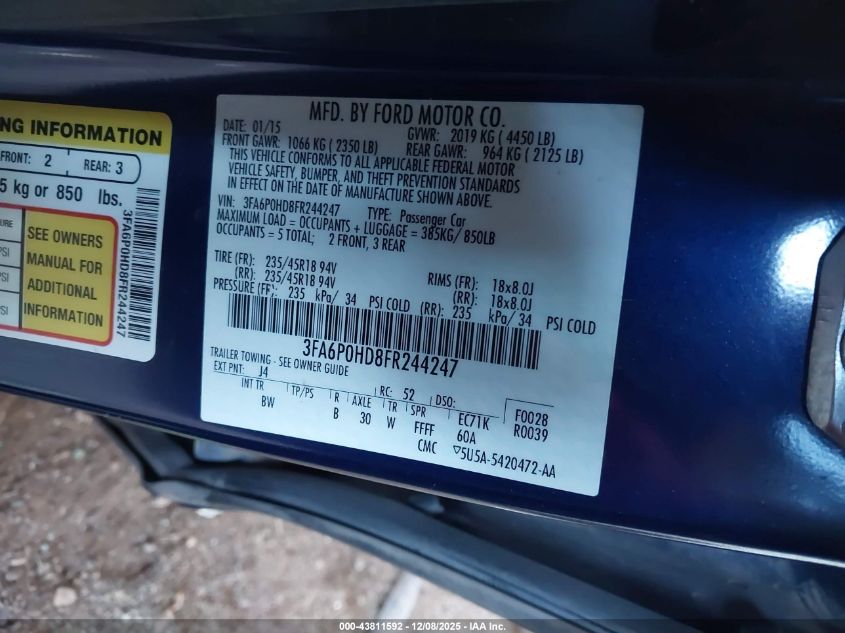 NG INFORMATION
FRONT: 2 REAR: 3
5 kg or 850 lbs.
SEE OWNERS
MANUAL FOR
ADDITIONAL
INFORMATION
3FA6P0HD8FR244247
MFD. BY FORD MOTOR CO.
DATE: 01/15 GVWR: 2019 KG ( 4450 LB)
FRONT GAWR: 1066 KG ( 2350 LB) REAR GAWR: 964 KG ( 2125 LB)
THIS VEHICLE CONFORMS TO ALL APPLICABLE FEDERAL MOTOR
VEHICLE SAFETY, BUMPER, AND THEFT PREVENTION STANDARDS
IN EFFECT ON THE DATE OF MANUFACTURE SHOWN ABOVE.
VIN: 3FA6P0HD8FR244247 TYPE: Passenger Car
MAXIMUM LOAD = OCCUPANTS + LUGGAGE = 385KG/ 850LB
OCCUPANTS = 5 TOTAL; 2 FRONT, 3 REAR
TIRE (FR): 235/45R18 94V RIMS (FR): 18x8.0J
(RR): 235/45R18 94V (RR): 18x8.0J
PRESSURE (FR): 235 kPa/ 34 PSI COLD (RR): 235 kPa/ 34 PSI COLD
3FA6P0HD8FR244247
TRAILER TOWING - SEE OWNER GUIDE
EXT PNT: J4 RC: 52 DSO:
INT TR TP/PS R AXLE TR SPR EC71K F0028
BW B 30 W FFFF 60A R0039
CMC 5U5A-5420472-AA
000-43811592 - 12/08/2025 - IAA Inc.